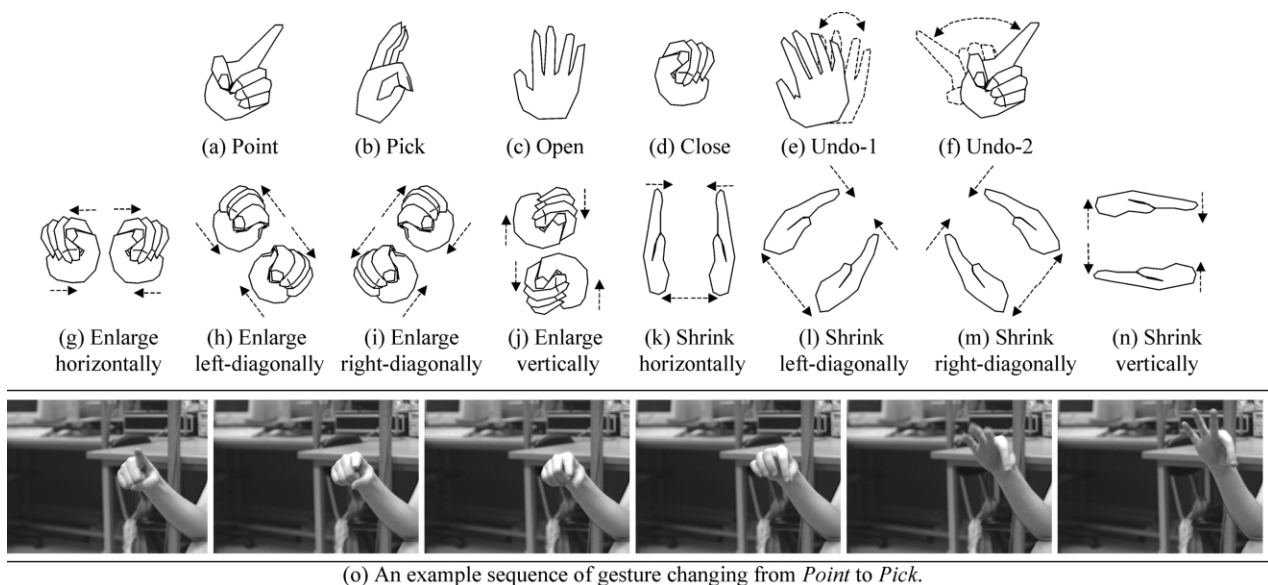 (a) Point
(b) Pick
(c) Open
(d) Close
(e) Undo-1
(f) Undo-2
(g) Enlarge
horizontally
(h) Enlarge
left-diagonally
(i) Enlarge
right-diagonally
(j) Enlarge
vertically
(k) Shrink
horizontally
(l) Shrink
left-diagonally
(m) Shrink
right-diagonally
(n) Shrink
vertically
(o) An example sequence of gesture changing from Point to Pick.